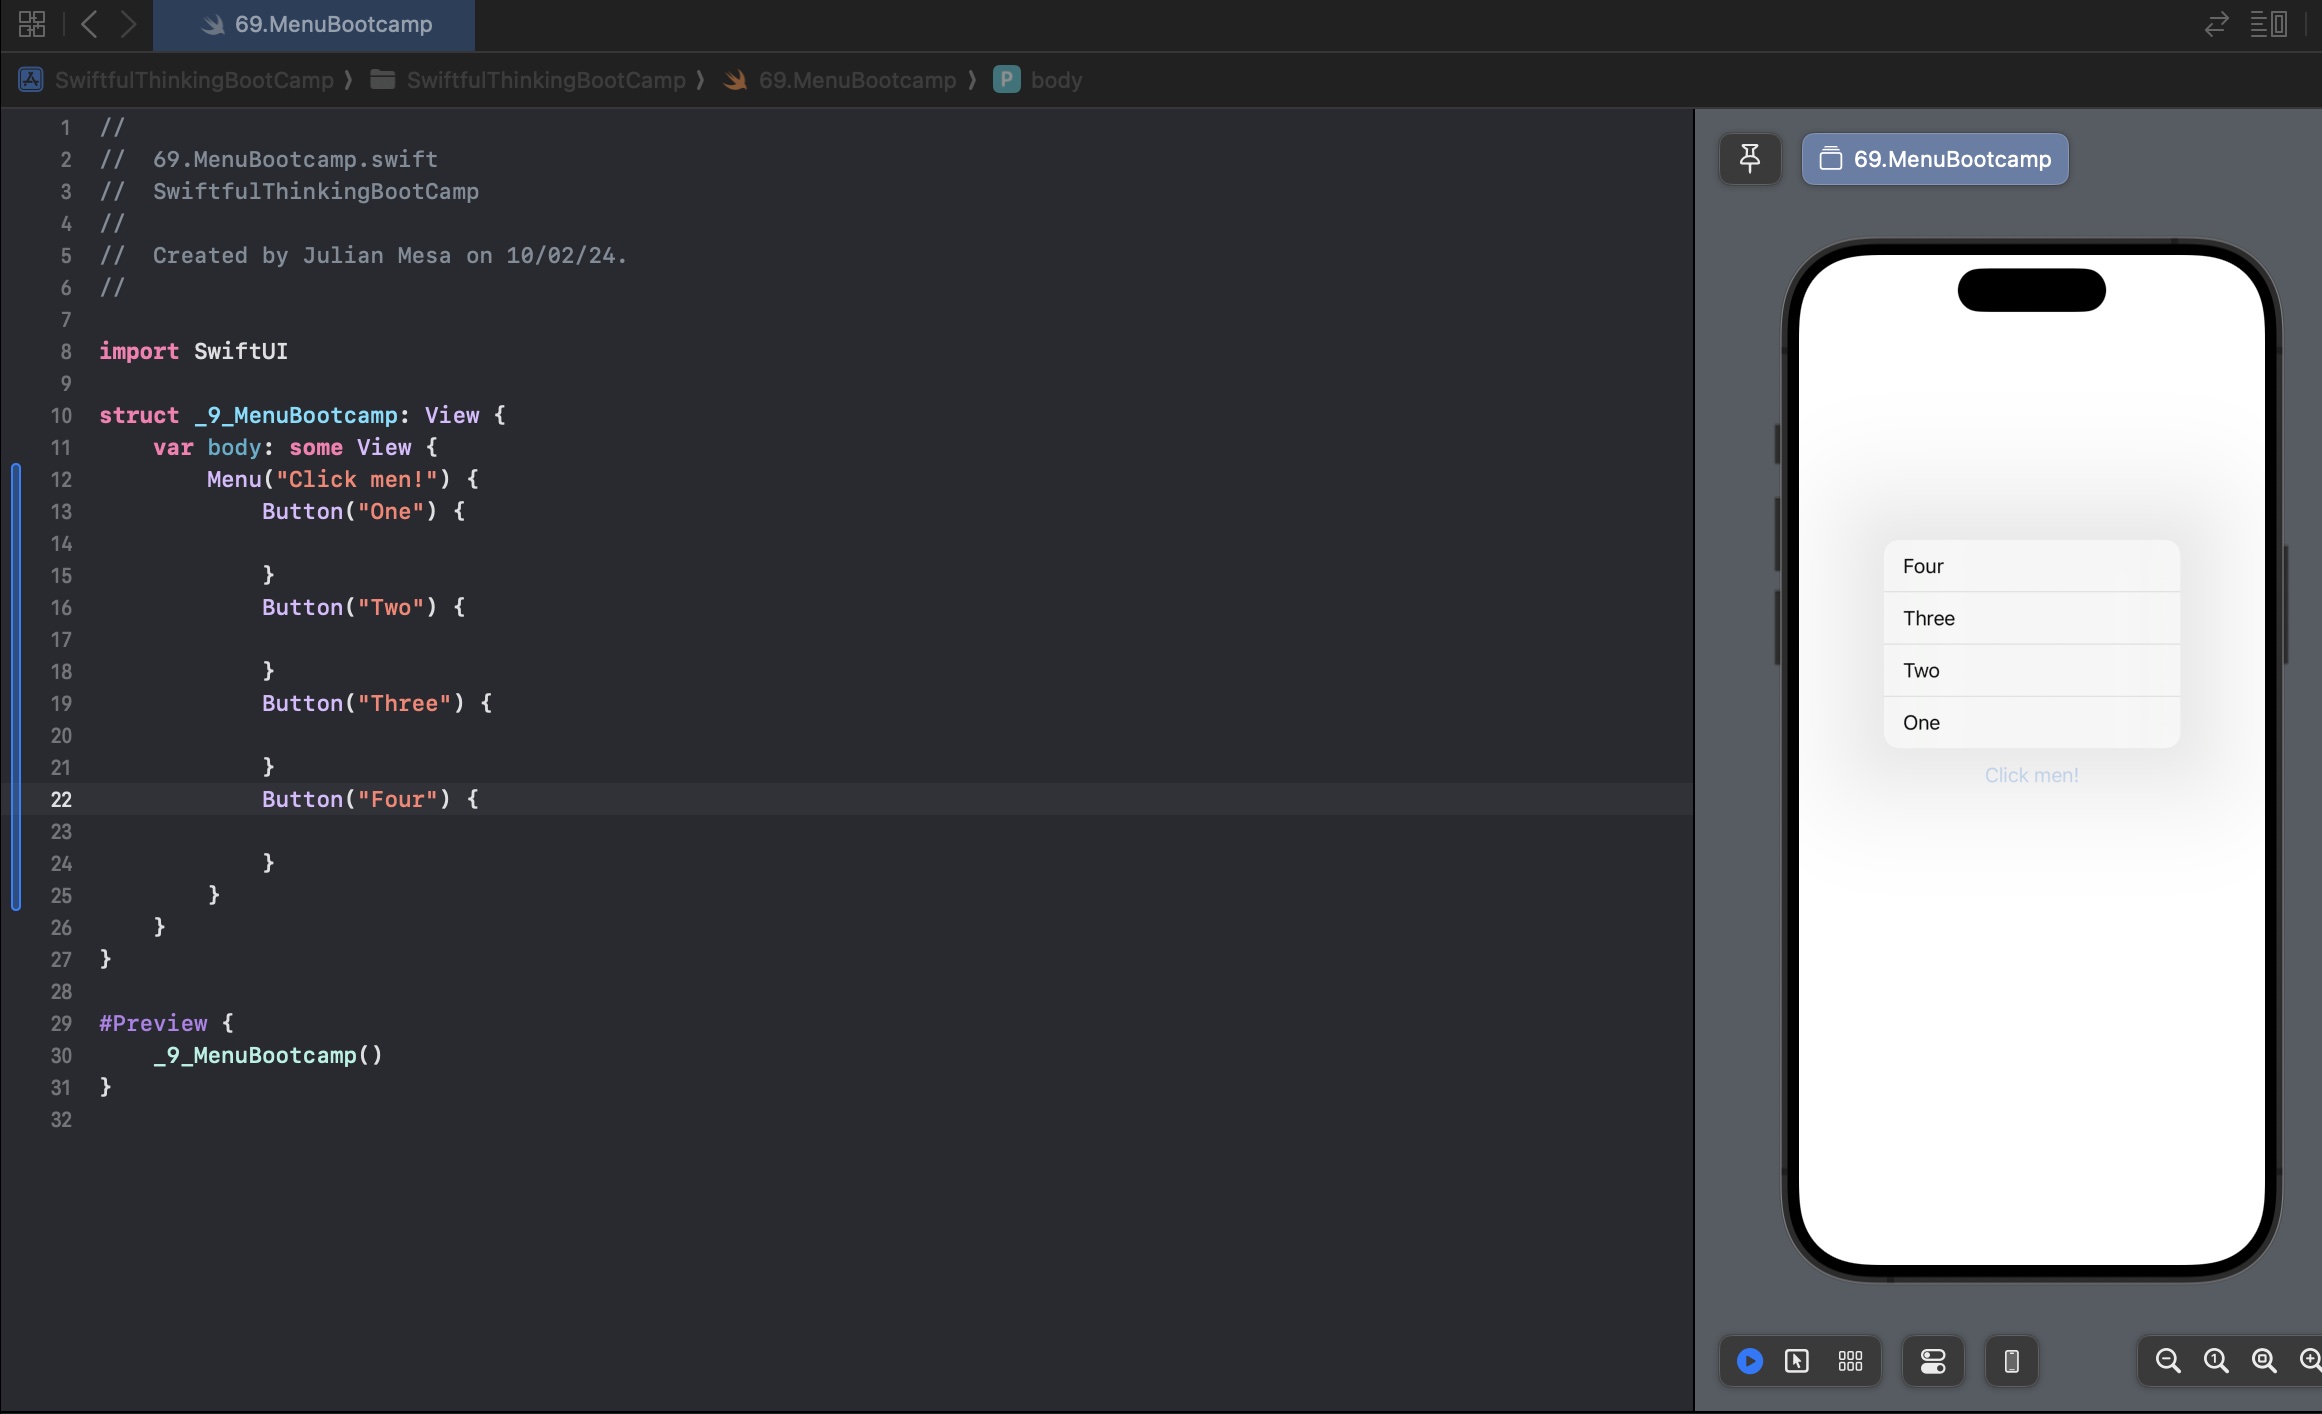 69.MenuBootcamp
SwiftfulThinkingBootCamp 〉 SwiftfulThinkingBootCamp 〉 69.MenuBootcamp 〉 P body
1 //
2 //  69.MenuBootcamp.swift
3 //  SwiftfulThinkingBootCamp
4 //
5 //  Created by Julian Mesa on 10/02/24.
6 //
7
8 import SwiftUI
9
10 struct _9_MenuBootcamp: View {
11     var body: some View {
12         Menu("Click men!") {
13             Button("One") {
14
15             }
16             Button("Two") {
17
18             }
19             Button("Three") {
20
21             }
22             Button("Four") {
23
24             }
25         }
26     }
27 }
28
29 #Preview {
30     _9_MenuBootcamp()
31 }
32
69.MenuBootcamp
Four
Three
Two
One
Click men!